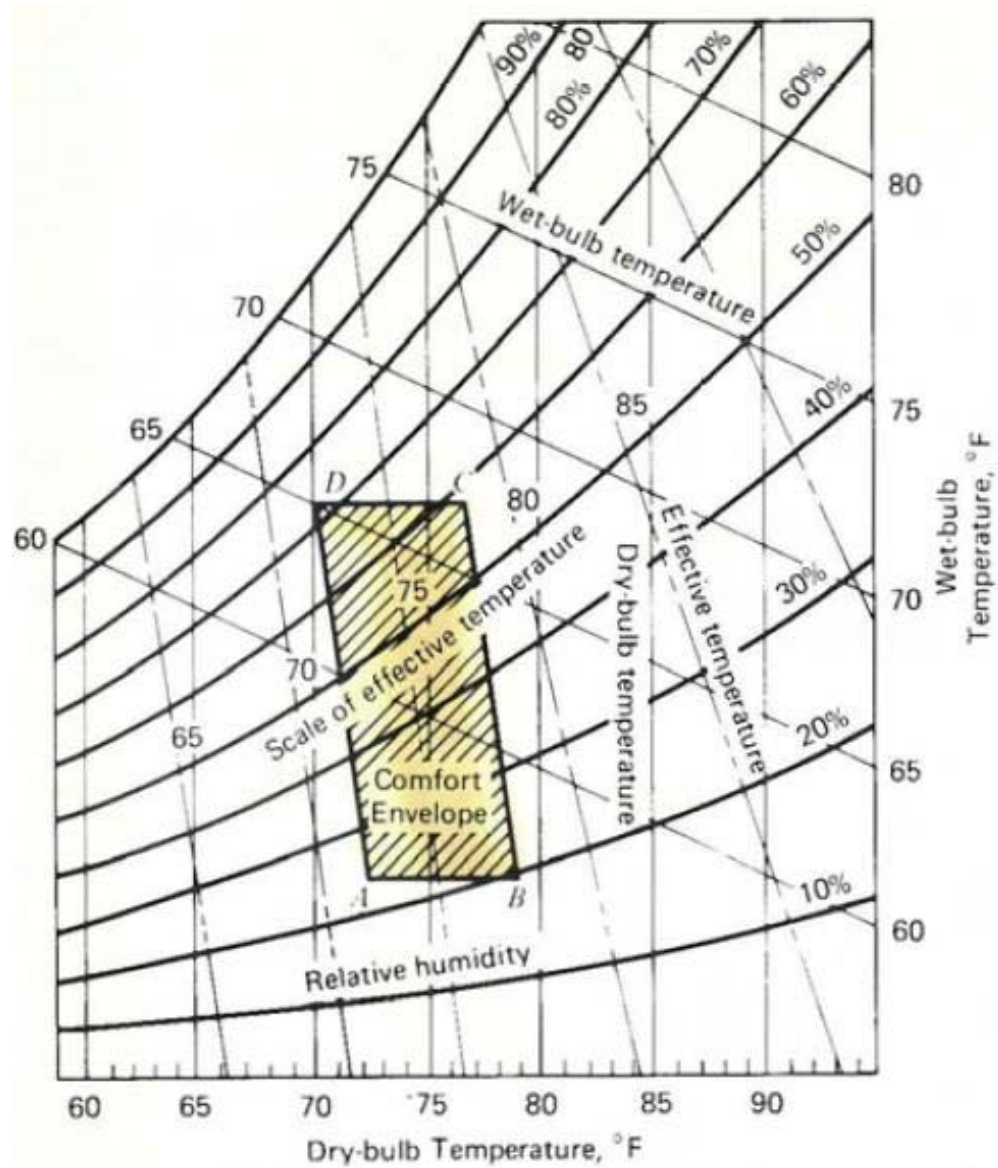 90%
80
80%
70%
60%
75
80
Wet-bulb temperature
50%
70
85
40%
75
65
D
C
80
Wet-bulb
Temperature, °F
60
75
Effective temperature
Dry-bulb temperature
30%
70
70
Scale of effective temperature
65
20%
65
Comfort
Envelope
A
B
10%
60
Relative humidity
60
65
70
75
80
85
90
Dry-bulb Temperature, °F